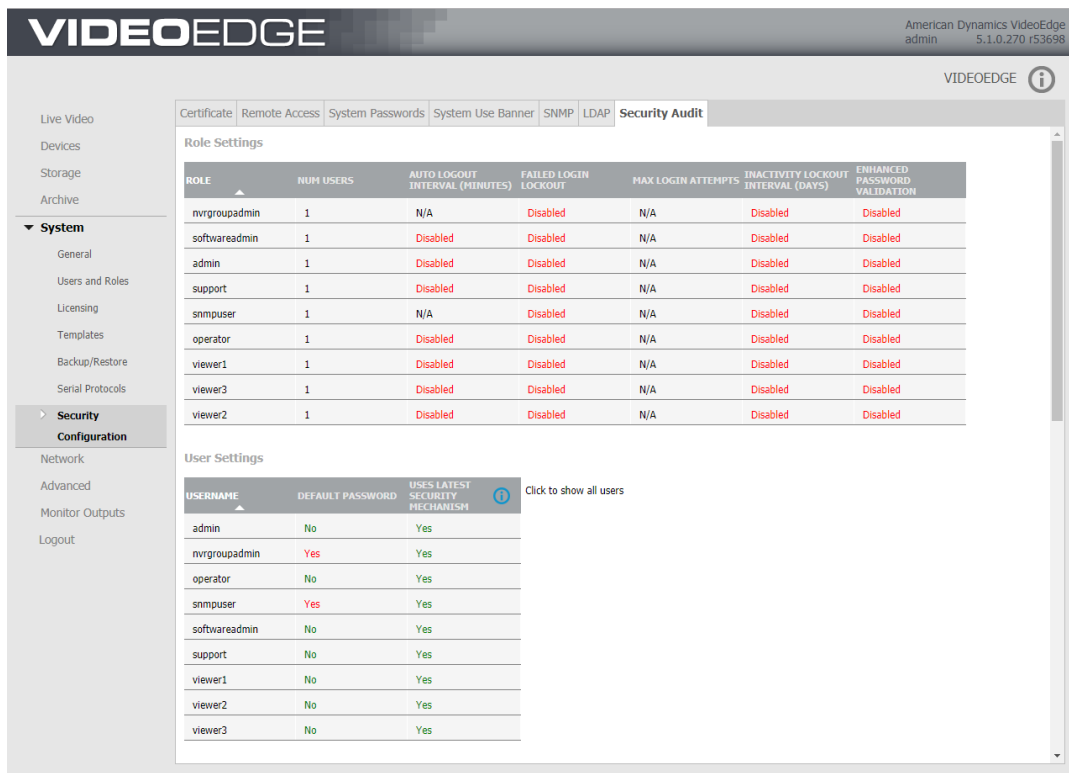 VIDEOEDGE
American Dynamics VideoEdge
admin 5.1.0.270 r53698
VIDEOEDGE
Live Video
Devices
Storage
Archive
System
General
Users and Roles
Licensing
Templates
Backup/Restore
Serial Protocols
Security
Configuration
Network
Advanced
Monitor Outputs
Logout
Certificate Remote Access System Passwords System Use Banner SNMP LDAP Security Audit
Role Settings
ROLE NUM USERS AUTO LOGOUT INTERVAL (MINUTES) FAILED LOGIN LOCKOUT MAX LOGIN ATTEMPTS INACTIVITY LOCKOUT INTERVAL (DAYS) ENHANCED PASSWORD VALIDATION
nvrgroupadmin 1 N/A Disabled N/A Disabled Disabled
softwareadmin 1 Disabled Disabled N/A Disabled Disabled
admin 1 Disabled Disabled N/A Disabled Disabled
support 1 Disabled Disabled N/A Disabled Disabled
snmpuser 1 N/A Disabled N/A Disabled Disabled
operator 1 Disabled Disabled N/A Disabled Disabled
viewer1 1 Disabled Disabled N/A Disabled Disabled
viewer3 1 Disabled Disabled N/A Disabled Disabled
viewer2 1 Disabled Disabled N/A Disabled Disabled
User Settings
USERNAME DEFAULT PASSWORD USES LATEST SECURITY MECHANISM Click to show all users
admin No Yes
nvrgroupadmin Yes Yes
operator No Yes
snmpuser Yes Yes
softwareadmin No Yes
support No Yes
viewer1 No Yes
viewer2 No Yes
viewer3 No Yes